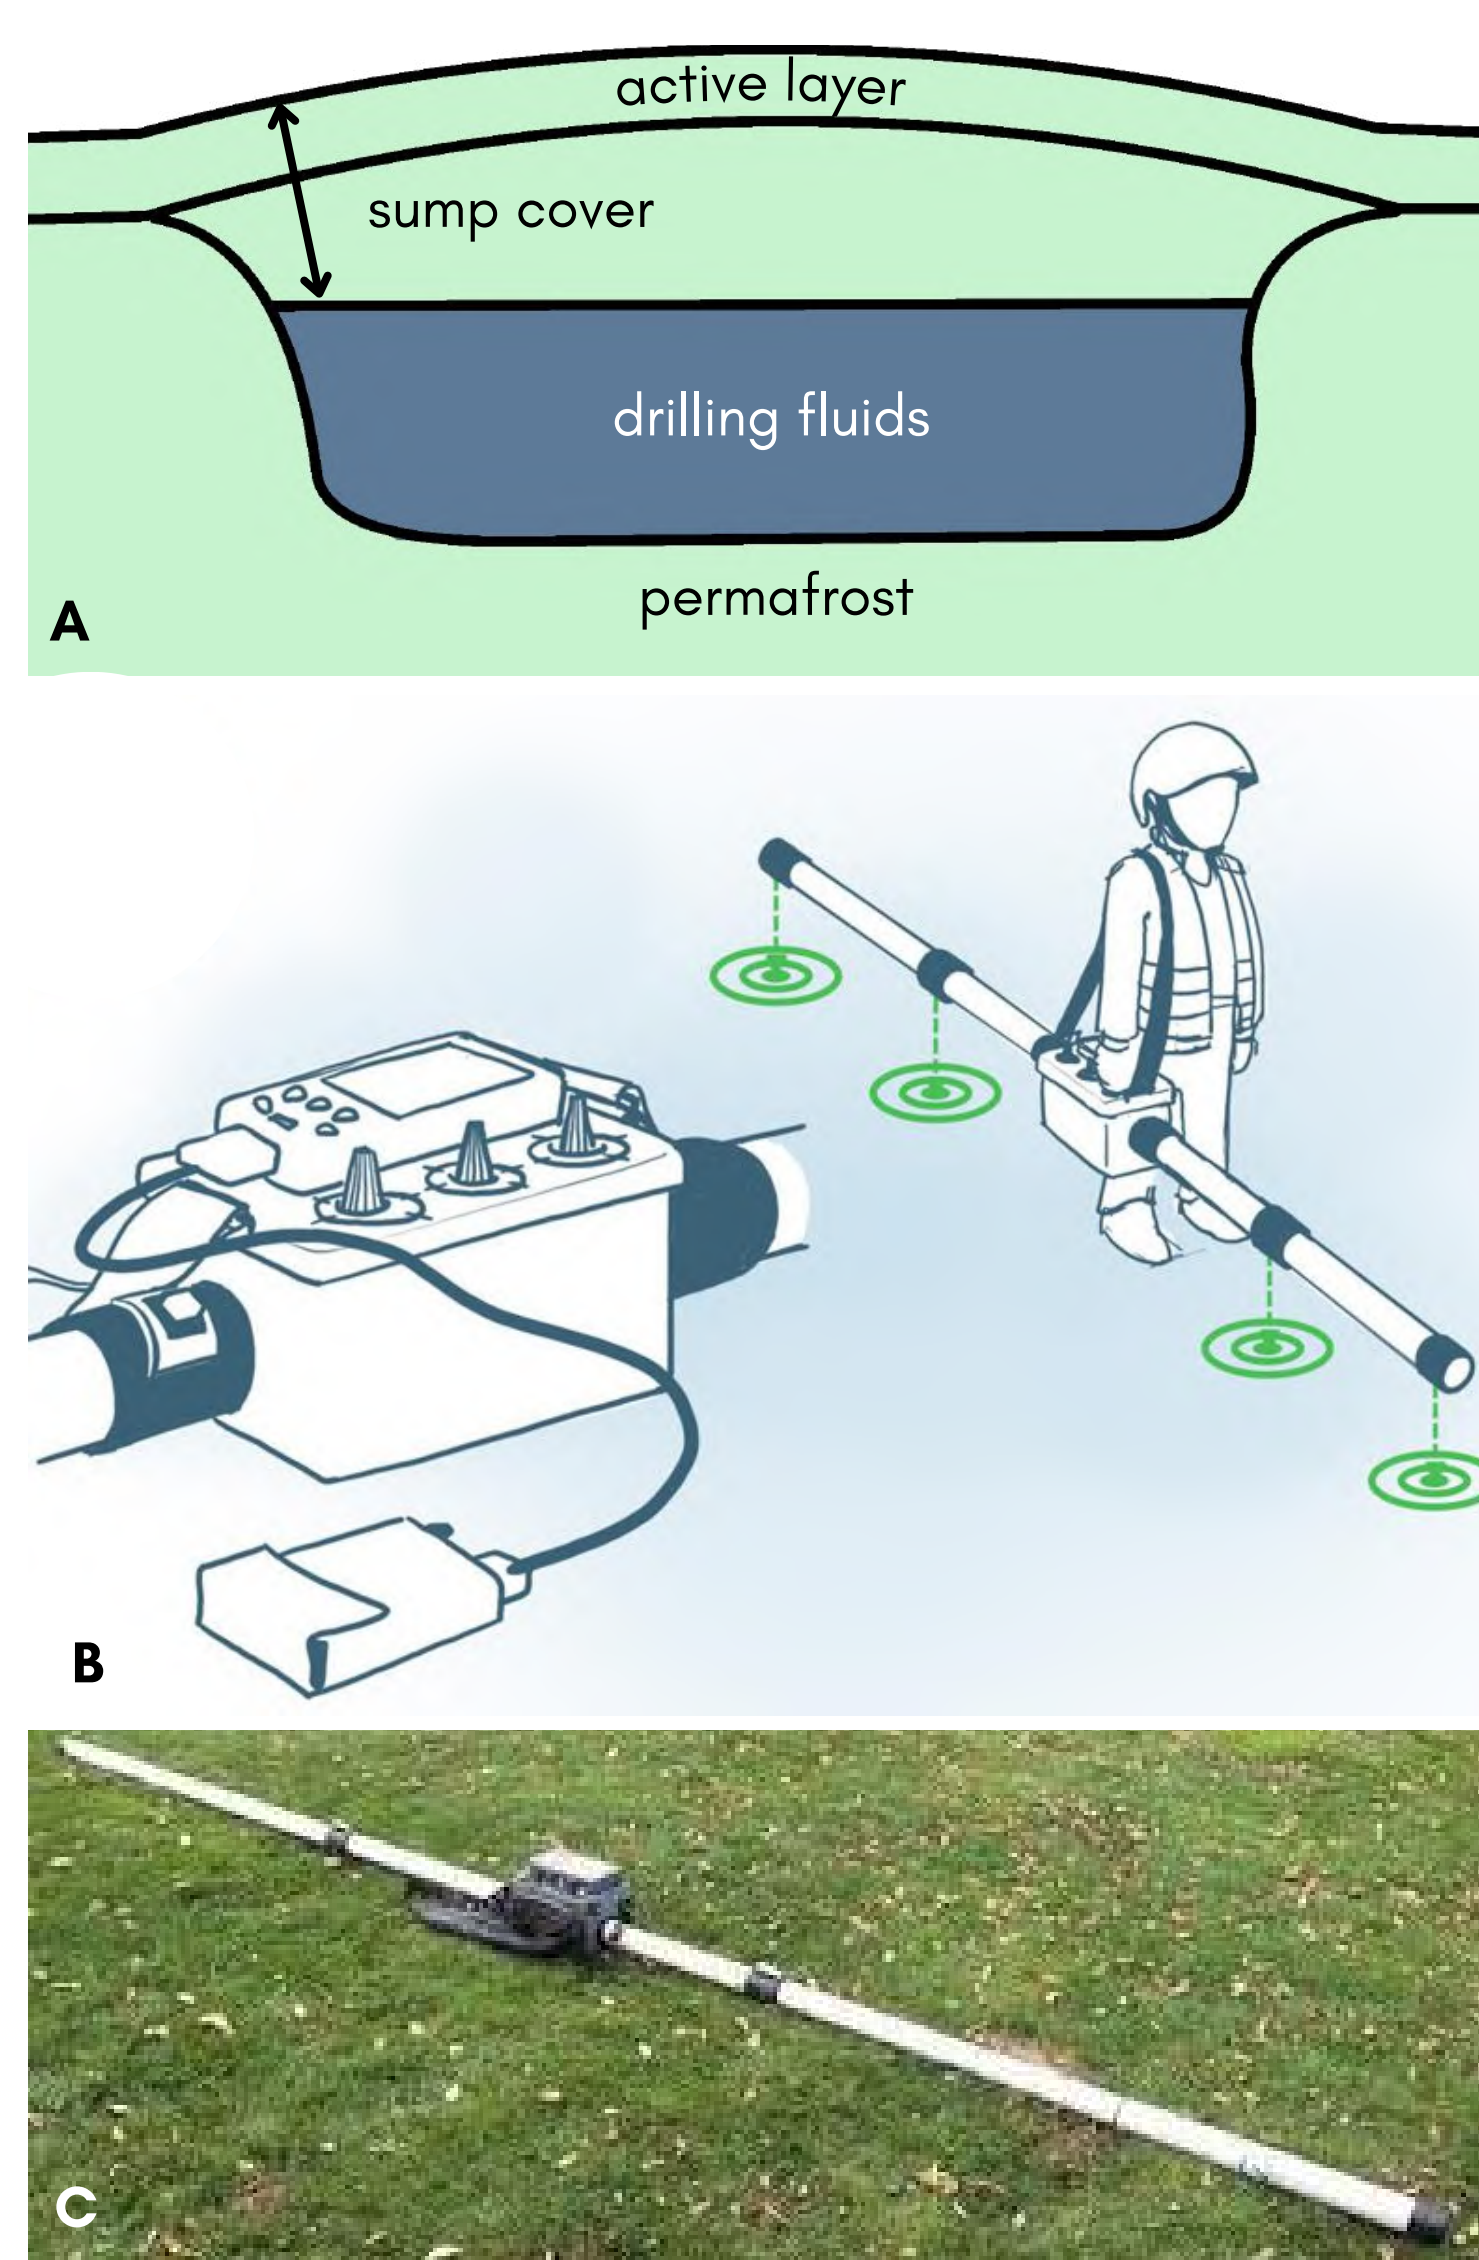 active layer
sump cover
drilling fluids
permafrost
A
B
C